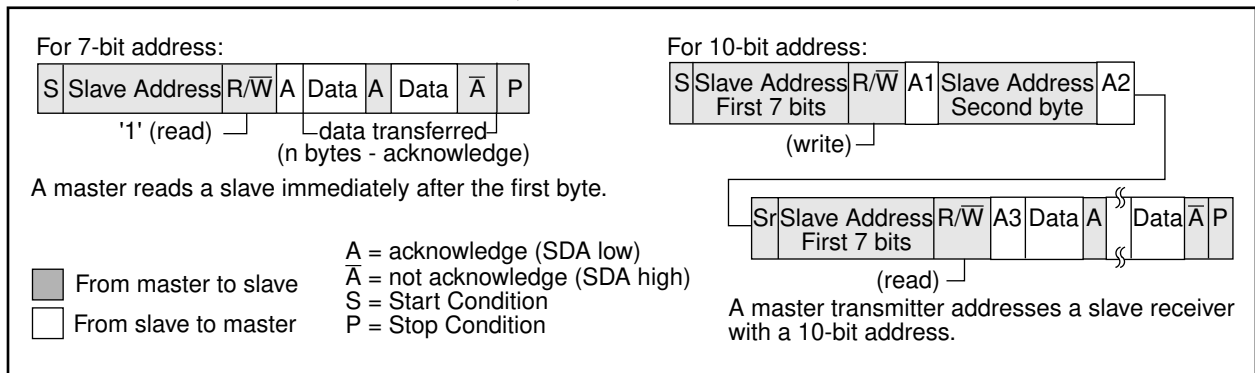 For 7-bit address:
S Slave Address R/W̅ A Data A Data A̅ P
'1' (read) data transferred
(n bytes - acknowledge)
A master reads a slave immediately after the first byte.
From master to slave
From slave to master
A = acknowledge (SDA low)
A̅ = not acknowledge (SDA high)
S = Start Condition
P = Stop Condition
For 10-bit address:
S Slave Address First 7 bits R/W̅ A1 Slave Address Second byte A2
(write)
Sr Slave Address First 7 bits R/W̅ A3 Data A Data A̅ P
(read)
A master transmitter addresses a slave receiver
with a 10-bit address.